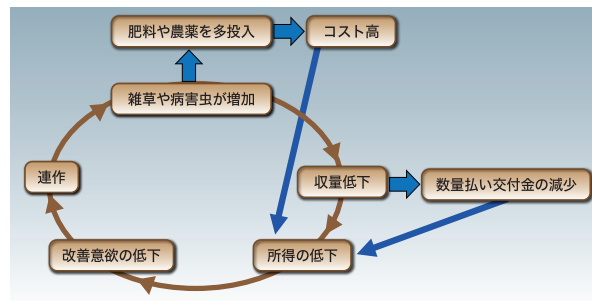 肥料や農薬を多投入
コスト高
雑草や病害虫が増加
連作
収量低下
数量払い交付金の減少
改善意欲の低下
所得の低下